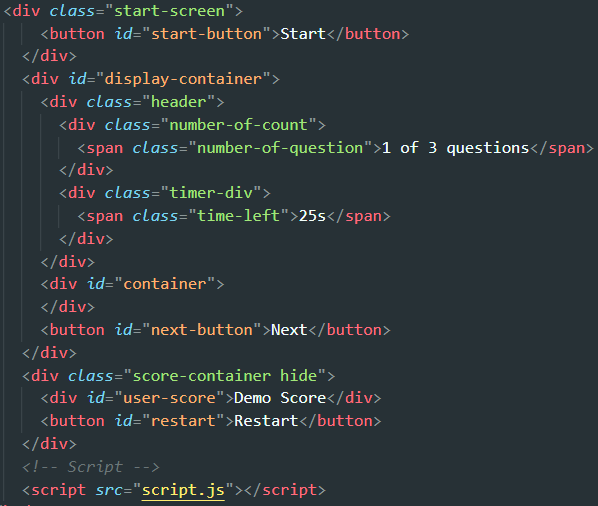 <div class="start-screen">
<button id="start-button">Start</button>
</div>
<div id="display-container">
<div class="header">
<div class="number-of-count">
<span class="number-of-question">1 of 3 questions</span>
</div>
<div class="timer-div">
<span class="time-left">25s</span>
</div>
</div>
<div id="container">
</div>
<button id="next-button">Next</button>
</div>
<div class="score-container hide">
<div id="user-score">Demo Score</div>
<button id="restart">Restart</button>
</div>
<!-- Script -->
<script src="script.js"></script>